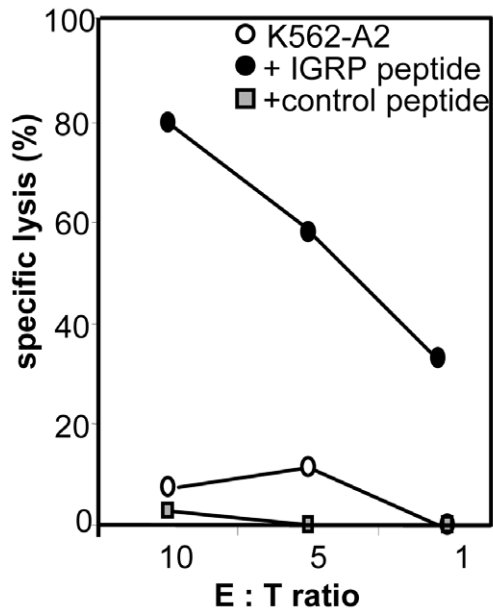 100
K562-A2
+ IGRP peptide
+control peptide
80
60
40
20
0
specific lysis (%)
10 5 1
E : T ratio